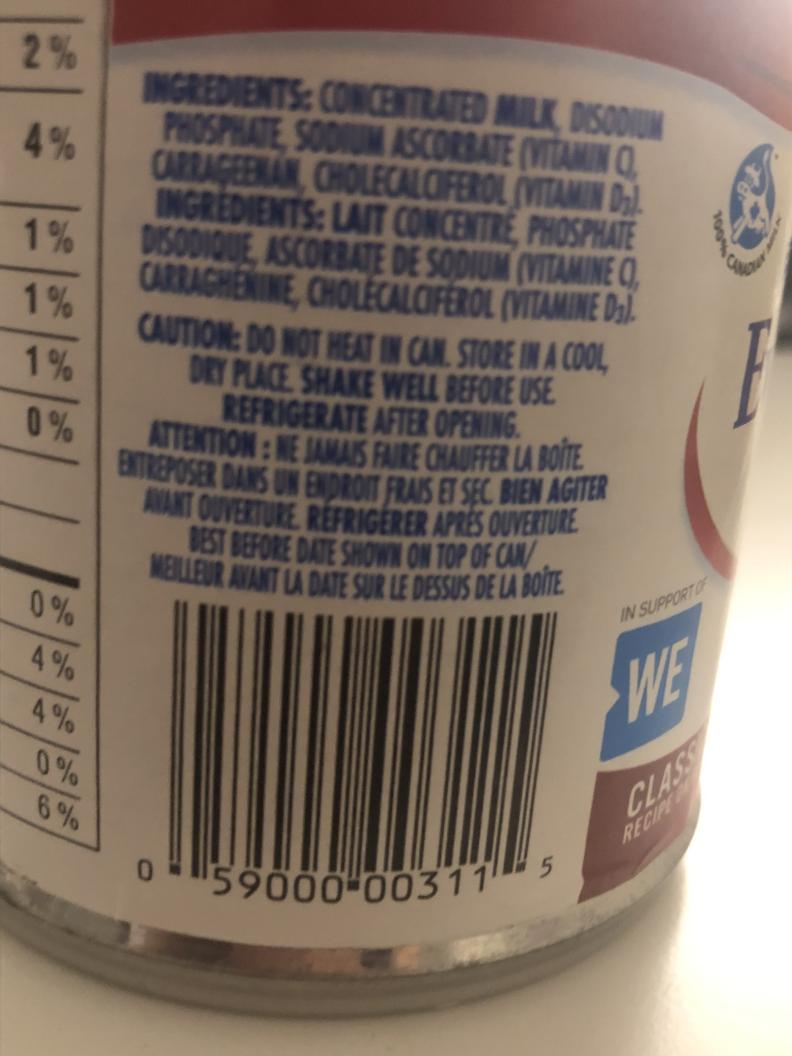 2%
4%
1%
1%
1%
0%
0%
4%
4%
0%
6%
INGREDIENTS: CONCENTRATED MILK, DISODIUM
PHOSPHATE, SODIUM ASCORBATE (VITAMIN C),
CARRAGEENAN, CHOLECALCIFEROL (VITAMIN D3).
INGRÉDIENTS: LAIT CONCENTRÉ, PHOSPHATE
DISODIQUE, ASCORBATE DE SODIUM (VITAMINE C),
CARRAGHÉNINE, CHOLÉCALCIFÉROL (VITAMINE D3).
CAUTION: DO NOT HEAT IN CAN. STORE IN A COOL,
DRY PLACE. SHAKE WELL BEFORE USE.
REFRIGERATE AFTER OPENING.
ATTENTION : NE JAMAIS FAIRE CHAUFFER LA BOÎTE.
ENTREPOSER DANS UN ENDROIT FRAIS ET SEC. BIEN AGITER
AVANT OUVERTURE. RÉFRIGÉRER APRÈS OUVERTURE.
BEST BEFORE DATE SHOWN ON TOP OF CAN/
MEILLEUR AVANT LA DATE SUR LE DESSUS DE LA BOÎTE.
0 59000 00311 5
100% CANADIAN MILK
E
IN SUPPORT OF
WE
CLASS
RECIPE